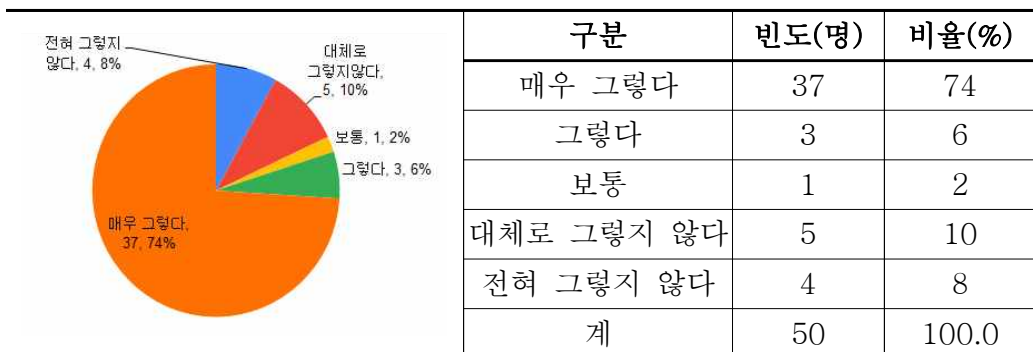 전혀 그렇지
않다, 4, 8%
대체로
그렇지않다,
5, 10%
보통, 1, 2%
그렇다, 3, 6%
매우 그렇다,
37, 74%
구분 빈도(명) 비율(%)
매우 그렇다 37 74
그렇다 3 6
보통 1 2
대체로 그렇지 않다 5 10
전혀 그렇지 않다 4 8
계 50 100.0